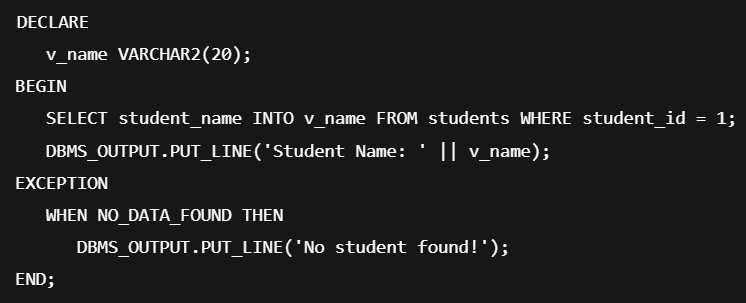 DECLARE
v_name VARCHAR2(20);
BEGIN
SELECT student_name INTO v_name FROM students WHERE student_id = 1;
DBMS_OUTPUT.PUT_LINE('Student Name: ' || v_name);
EXCEPTION
WHEN NO_DATA_FOUND THEN
DBMS_OUTPUT.PUT_LINE('No student found!');
END;